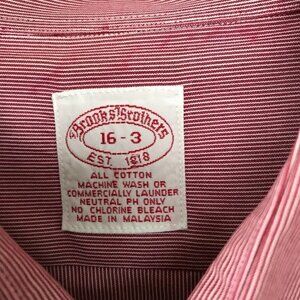 Brooks Brothers
16 - 3
EST. 1818
ALL COTTON
MACHINE WASH OR
COMMERCIALLY LAUNDER
NEUTRAL PH ONLY
NO CHLORINE BLEACH
MADE IN MALAYSIA